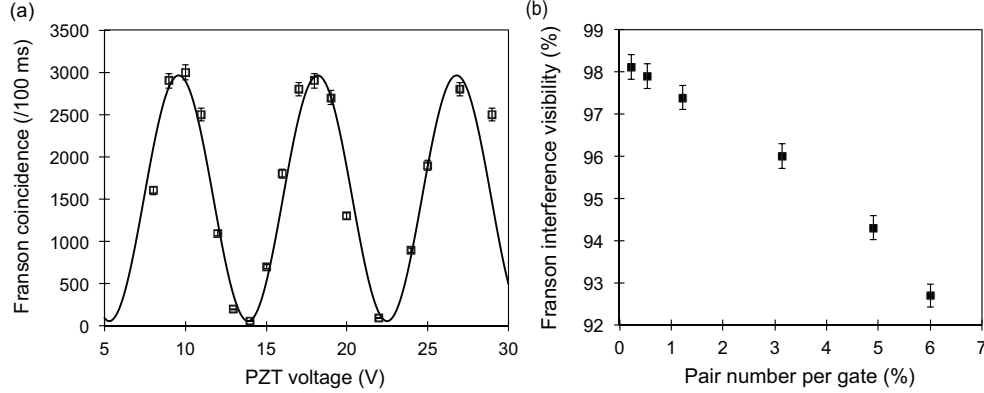 (a)
Franson coincidence (/100 ms)
3500
3000
2500
2000
1500
1000
500
0
5 10 15 20 25 30
PZT voltage (V)
(b)
Franson interference visibility (%)
99
98
97
96
95
94
93
92
0 1 2 3 4 5 6 7
Pair number per gate (%)